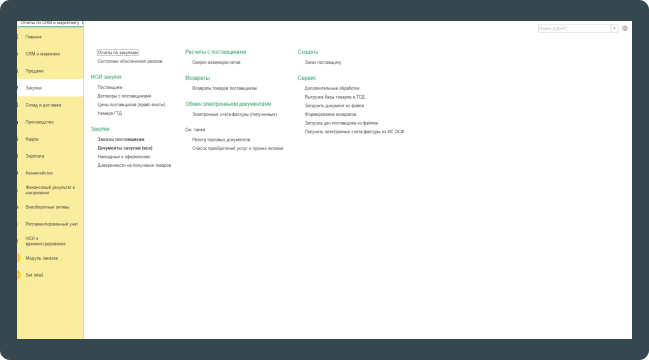 Отчеты по CRM и маркетингу
Главное
CRM и маркетинг
Продажи
Закупки
Склад и доставка
Производство
Кадры
Зарплата
Казначейство
Финансовый результат и
контроллинг
Внеоборотные активы
Регламентированный учет
НСИ и
администрирование
Модуль заказов
Set retail
Поиск (Ctrl+F)
Отчеты по закупкам
Состояние обеспечения заказов
НСИ закупок
Поставщики
Договоры с поставщиками
Цены поставщиков (прайс-листы)
Номера ГТД
Закупки
Заказы поставщикам
Документы закупки (все)
Накладные к оформлению
Доверенности на получение товаров
Расчеты с поставщиками
Сверки взаиморасчетов
Возвраты
Возвраты товаров поставщикам
Обмен электронными документами
Электронные счета-фактуры (полученные)
См. также
Реестр торговых документов
Список приобретений услуг и прочих активов
Создать
Заказ поставщику
Сервис
Дополнительные обработки
Выгрузка базы товаров в ТСД
Загрузить документ из файла
Формирование возвратов
Загрузка цен поставщика из файлов
Получить электронные счета-фактуры из ИС ЭСФ